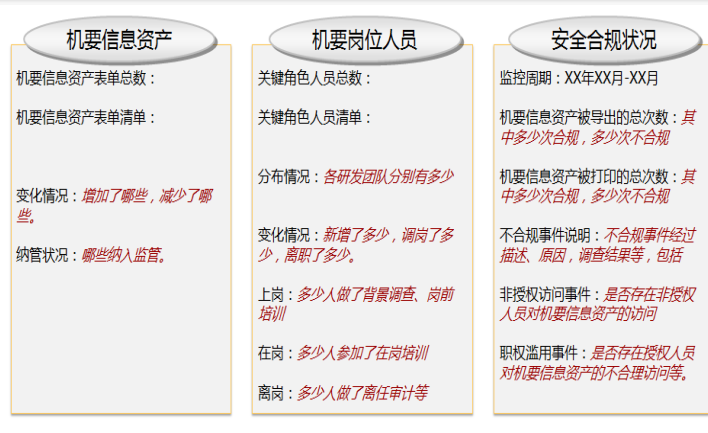 机要信息资产
机要信息资产表单总数：
机要信息资产表单清单：
变化情况：增加了哪些，减少了哪
些。
纳管状况：哪些纳入监管。
机要岗位人员
关键角色人员总数：
关键角色人员清单：
分布情况：各研发团队分别有多少
变化情况：新增了多少，调岗了多
少，离职了多少。
上岗：多少人做了背景调查、岗前
培训
在岗：多少人参加了在岗培训
离岗：多少人做了离任审计等
安全合规状况
监控周期：XX年XX月-XX月
机要信息资产被导出的总次数：其
中多少次合规，多少次不合规
机要信息资产被打印的总次数：其
中多少次合规，多少次不合规
不合规事件说明：不合规事件经过
描述、原因，调查结果等，包括
非授权访问事件：是否存在非授权
人员对机要信息资产的访问
职权滥用事件：是否存在授权人员
对机要信息资产的不合理访问等。